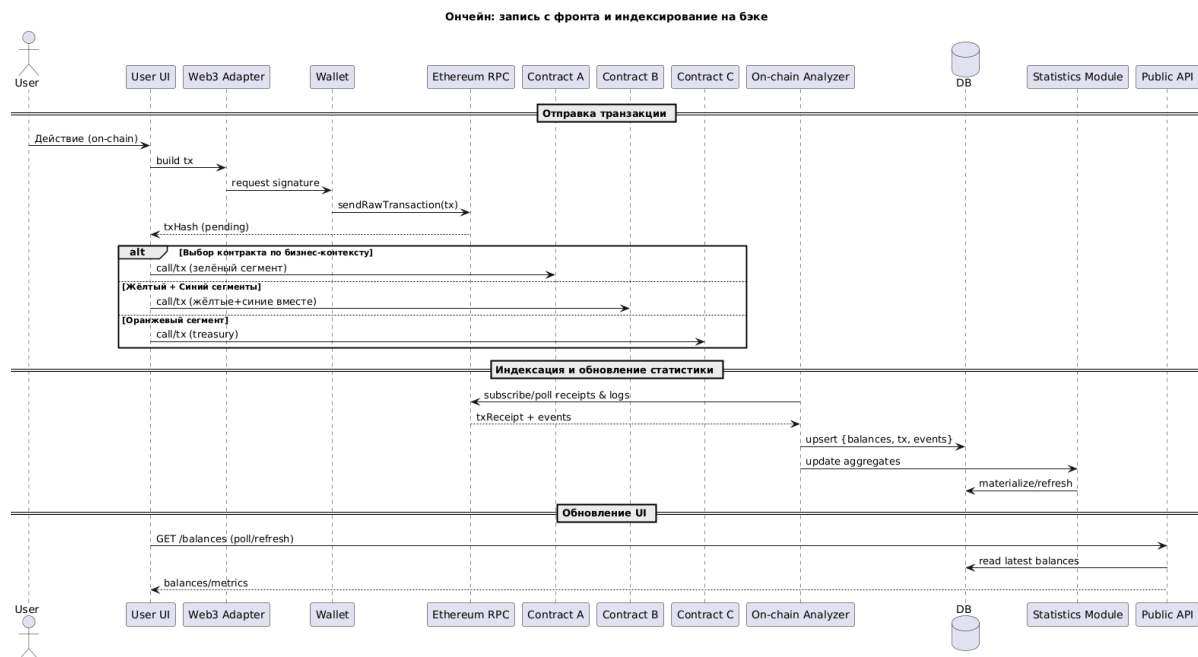 Ончейн: запись с фронта и индексирование на бэке
User
User UI
Web3 Adapter
Wallet
Ethereum RPC
Contract A
Contract B
Contract C
On-chain Analyzer
DB
Statistics Module
Public API
Отправка транзакции
Действие (on-chain)
build tx
request signature
sendRawTransaction(tx)
txHash (pending)
alt [Выбор контракта по бизнес-контексту]
call/tx (зелёный сегмент)
[Жёлтый + Синий сегменты]
call/tx (жёлтые+синие вместе)
[Оранжевый сегмент]
call/tx (treasury)
Индексация и обновление статистики
subscribe/poll receipts & logs
txReceipt + events
upsert {balances, tx, events}
update aggregates
materialize/refresh
Обновление UI
GET /balances (poll/refresh)
read latest balances
balances/metrics
User
User UI
Web3 Adapter
Wallet
Ethereum RPC
Contract A
Contract B
Contract C
On-chain Analyzer
DB
Statistics Module
Public API